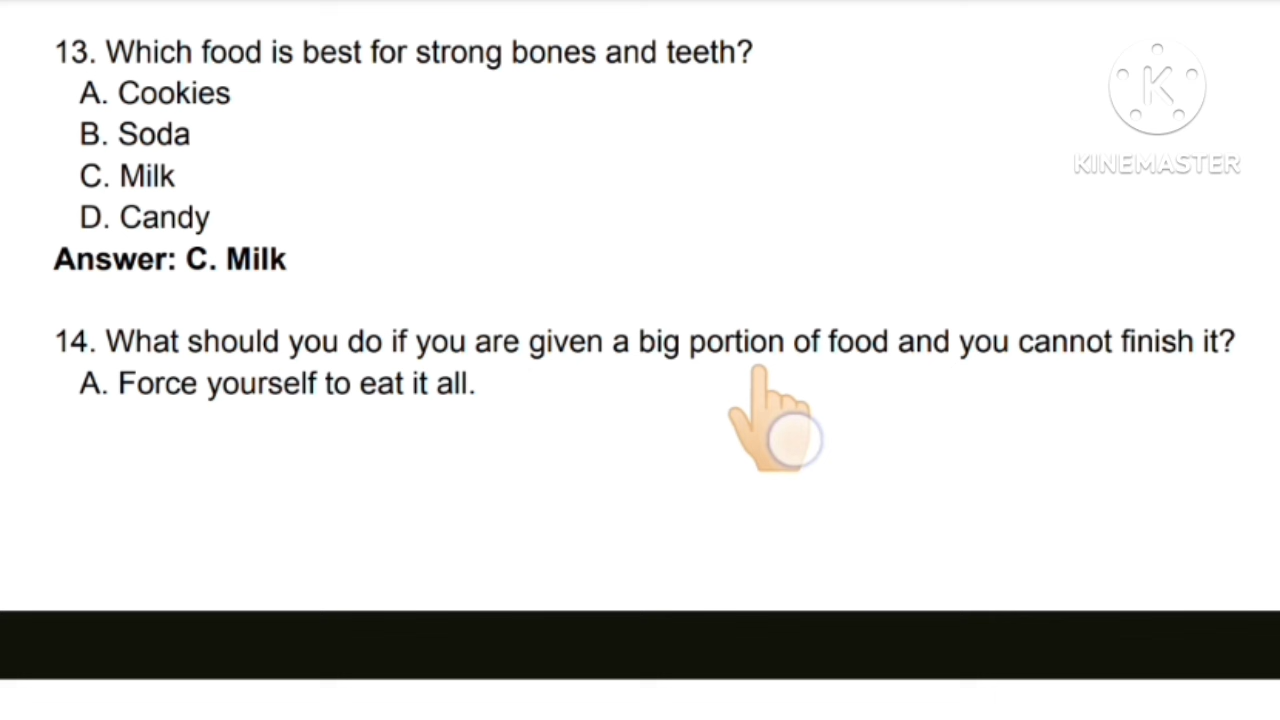 13. Which food is best for strong bones and teeth?
A. Cookies
B. Soda
C. Milk
D. Candy
Answer: C. Milk
14. What should you do if you are given a big portion of food and you cannot finish it?
A. Force yourself to eat it all.
K
KINEMASTER